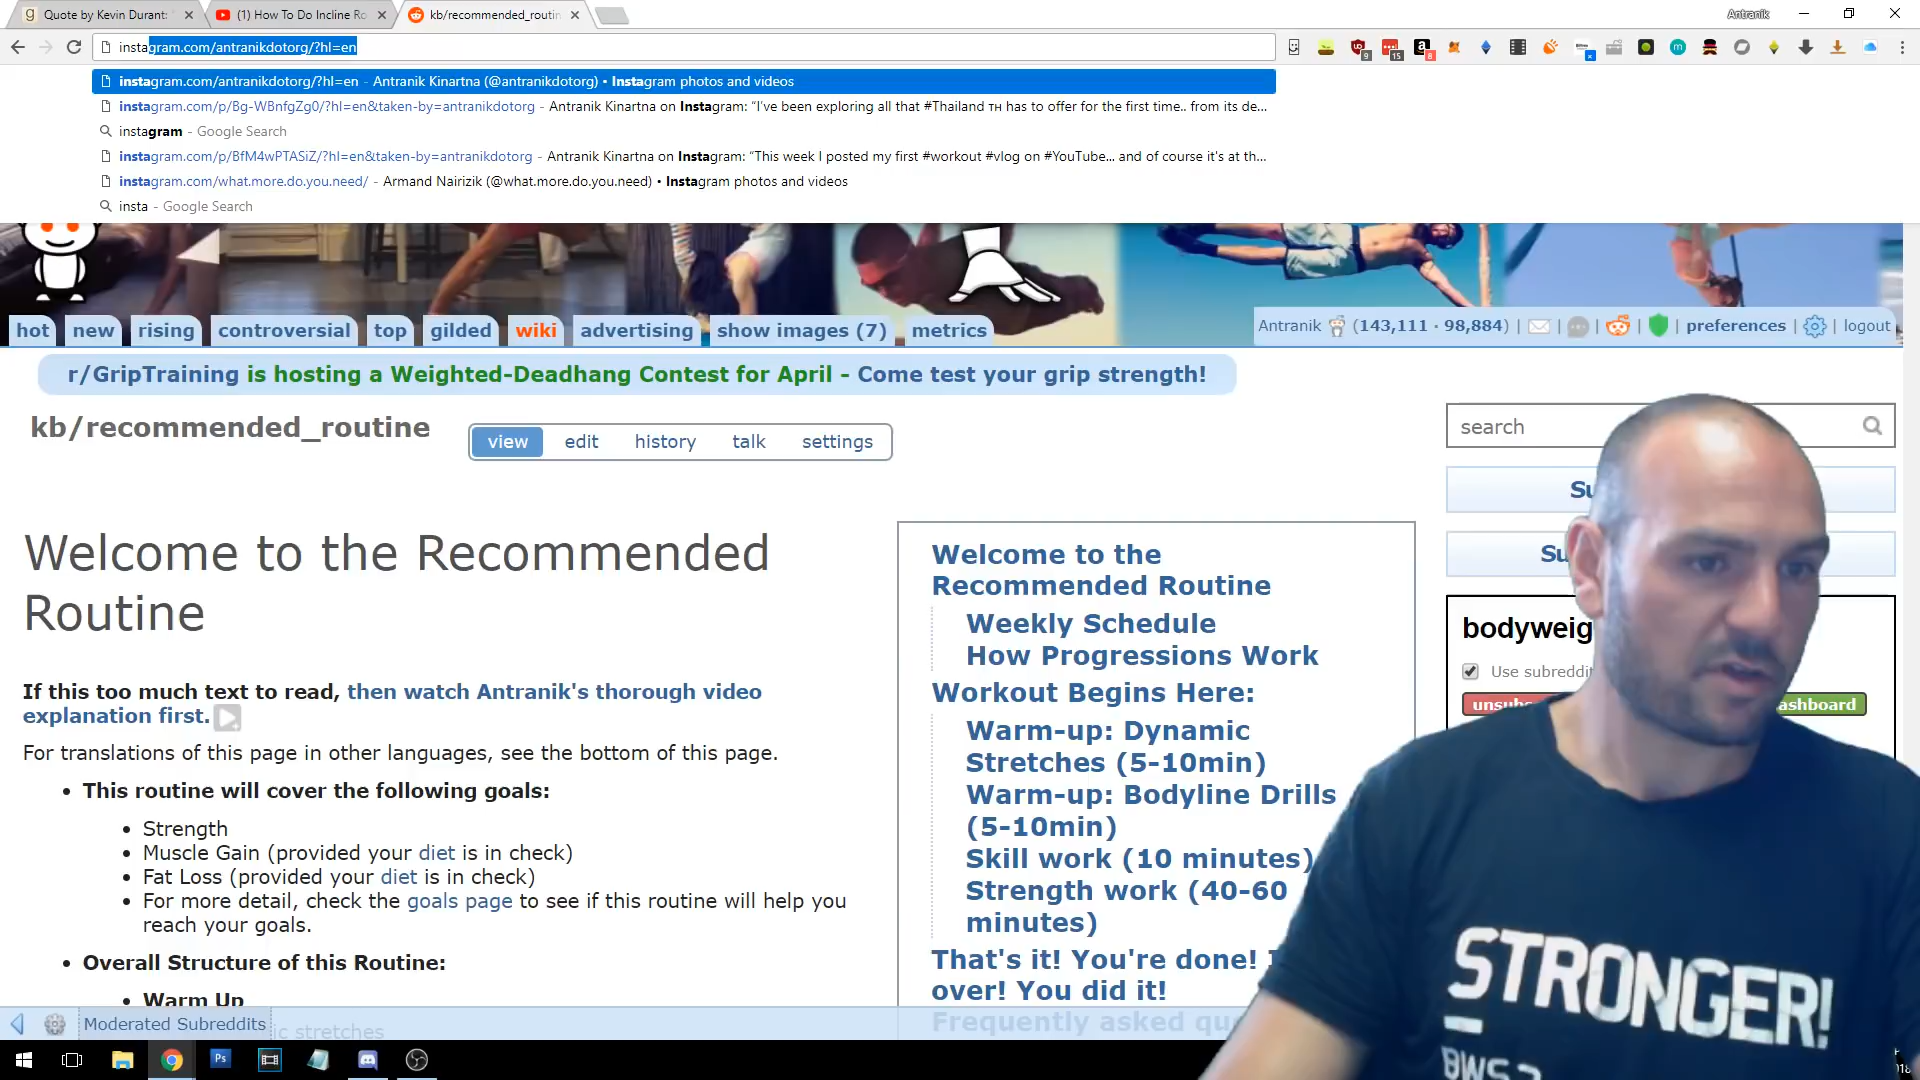 Quote by Kevin Durant:
(1) How To Do Incline Ro
kb/recommended_routin
Antranik
instagram.com/antranikdotorg/?hl=en
instagram.com/antranikdotorg/?hl=en - Antranik Kinartna (@antranikdotorg) • Instagram photos and videos
instagram.com/p/Bg-WBnfgZg0/?hl=en&taken-by=antranikdotorg - Antranik Kinartna on Instagram: “I've been exploring all that #Thailand ᴛʜ has to offer for the first time.. from its de...
instagram - Google Search
instagram.com/p/BfM4wPTASiZ/?hl=en&taken-by=antranikdotorg - Antranik Kinartna on Instagram: “This week I posted my first #workout #vlog on #YouTube... and of course it's at th...
instagram.com/what.more.do.you.need/ - Armand Nairizik (@what.more.do.you.need) • Instagram photos and videos
insta - Google Search
hot new rising controversial top gilded wiki advertising show images (7) metrics
Antranik (143,111 · 98,884) | | | | | preferences | | logout
r/GripTraining is hosting a Weighted-Deadhang Contest for April - Come test your grip strength!
kb/recommended_routine
view edit history talk settings
search
Welcome to the Recommended
Routine
If this too much text to read, then watch Antranik's thorough video
explanation first.
For translations of this page in other languages, see the bottom of this page.
• This routine will cover the following goals:
• Strength
• Muscle Gain (provided your diet is in check)
• Fat Loss (provided your diet is in check)
• For more detail, check the goals page to see if this routine will help you
reach your goals.
• Overall Structure of this Routine:
• Warm Up
Welcome to the
Recommended Routine
Weekly Schedule
How Progressions Work
Workout Begins Here:
Warm-up: Dynamic
Stretches (5-10min)
Warm-up: Bodyline Drills
(5-10min)
Skill work (10 minutes)
Strength work (40-60
minutes)
That's it! You're done!
over! You did it!
Frequently asked qu
Su
Su
bodyweig
Use subreddit
unsubs
ashboard
Moderated Subreddits
c stretches
STRONGER!
Ps